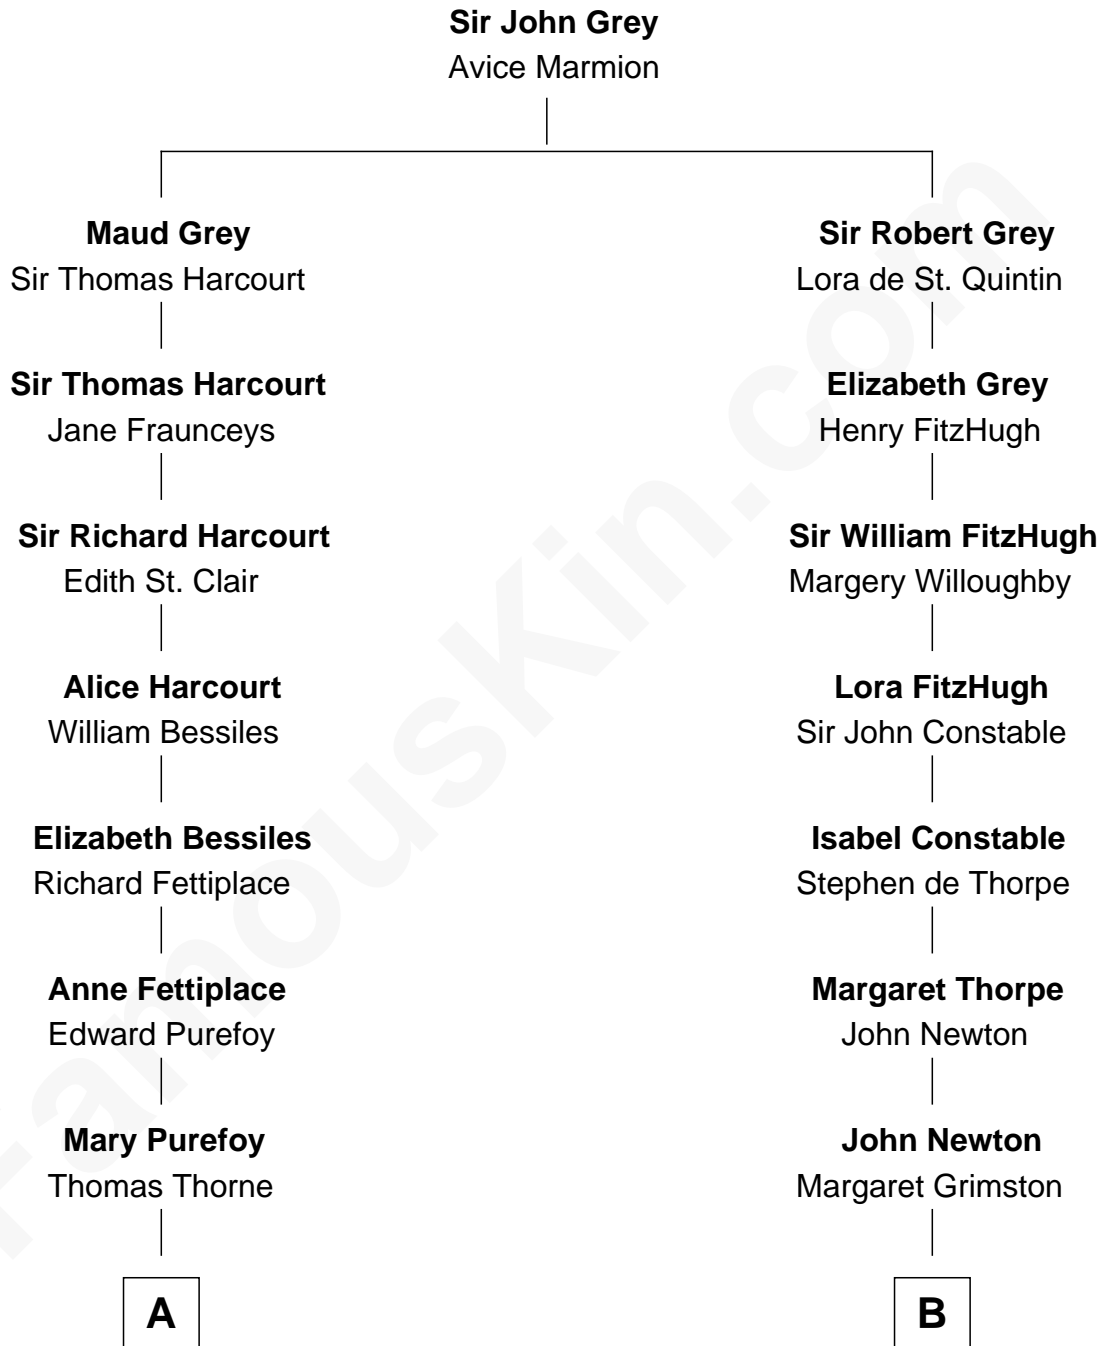 Sir John Grey
Avice Marmion
Maud Grey
Sir Thomas Harcourt
Sir Robert Grey
Lora de St. Quintin
Sir Thomas Harcourt
Jane Fraunceys
Elizabeth Grey
Henry FitzHugh
Sir Richard Harcourt
Edith St. Clair
Sir William FitzHugh
Margery Willoughby
Alice Harcourt
William Bessiles
Lora FitzHugh
Sir John Constable
Elizabeth Bessiles
Richard Fettiplace
Isabel Constable
Stephen de Thorpe
Anne Fettiplace
Edward Purefoy
Margaret Thorpe
John Newton
Mary Purefoy
Thomas Thorne
John Newton
Margaret Grimston
A
B
FamousKin.com